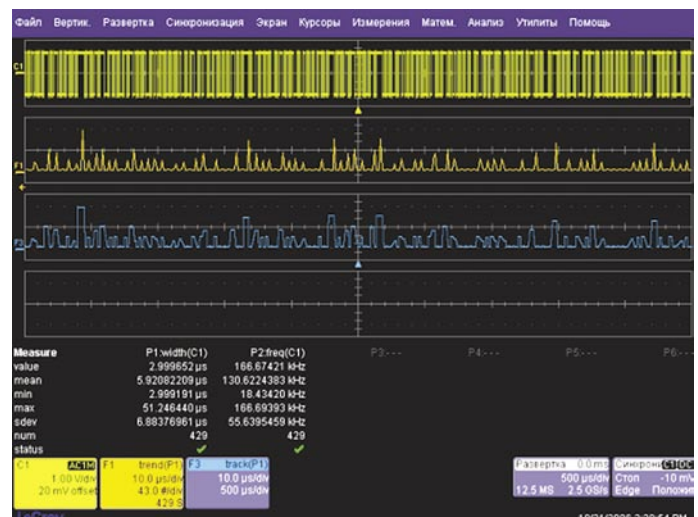 Файл Вертик. Развертка Синхронизация Экран Курсоры Измерения Матем. Анализ Утилиты Помощь
C1
F1
Measure P1:width(C1) P2:freq(C1) P3:--- P4:--- P5:--- P6:---
value 2.999652 µs 166.67421 kHz
mean 5.92082209 µs 130.6224383 kHz
min 2.999191 µs 18.43420 kHz
max 51.246440 µs 166.69393 kHz
sdev 6.88376961 µs 55.6395459 kHz
num 429 429
status
C1 AC1M F1 trend(P1) F3 track(P1) Развертка 0.0 ms Синхрони C1 DC
1.00 V/div 10.0 µs/div 10.0 µs/div 500 µs/div Стоп -10 mV
20 mV offset 43.0 #/div 500 µs/div 12.5 MS 2.5 GS/s Edge Положи
429 S